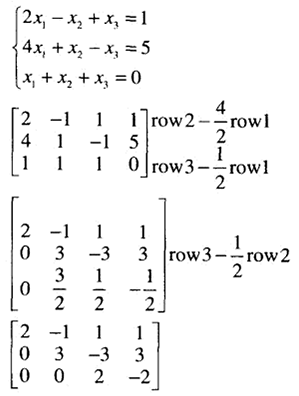 2x₁ − x₂ + x₃ = 1
4x₁ + x₂ − x₃ = 5
x₁ + x₂ + x₃ = 0
2 −1 1 1 row2 − 4/2 row1
4 1 −1 5
1 1 1 0 row3 − 1/2 row1
2 −1 1 1
0 3 −3 3 row3 − 1/2 row2
0 3/2 1/2 −1/2
2 −1 1 1
0 3 −3 3
0 0 2 −2